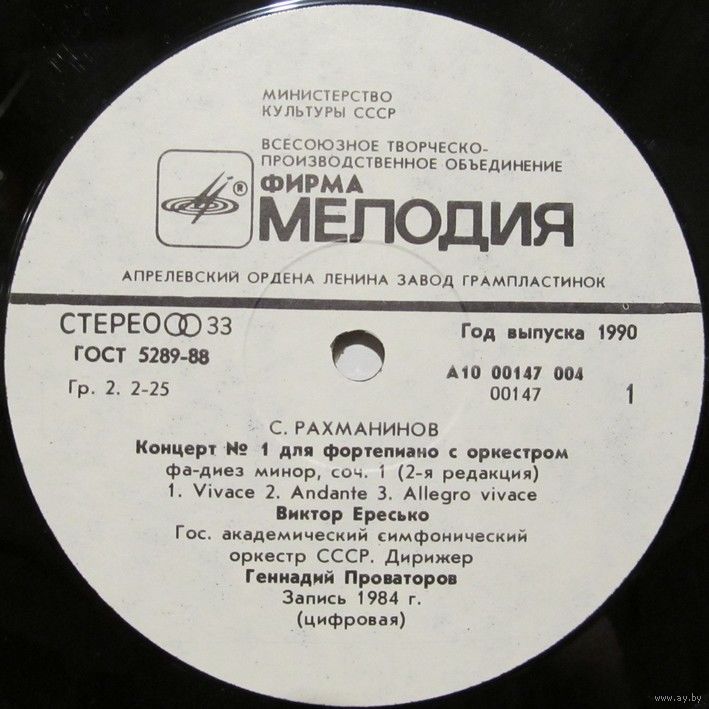 МИНИСТЕРСТВО
КУЛЬТУРЫ СССР
ВСЕСОЮЗНОЕ ТВОРЧЕСКО-
ПРОИЗВОДСТВЕННОЕ ОБЪЕДИНЕНИЕ
®
ФИРМА
МЕЛОДИЯ
АПРЕЛЕВСКИЙ ОРДЕНА ЛЕНИНА ЗАВОД ГРАМПЛАСТИНОК
СТЕРЕО 33
Год выпуска 1990
ГОСТ 5289-88
А10 00147 004
Гр. 2. 2-25
00147
1
С. РАХМАНИНОВ
Концерт № 1 для фортепиано с оркестром
фа-диез минор, соч. 1 (2-я редакция)
1. Vivace 2. Andante 3. Allegro vivace
Виктор Ересько
Гос. академический симфонический
оркестр СССР. Дирижер
Геннадий Проваторов
Запись 1984 г.
(цифровая)
www.ay.by